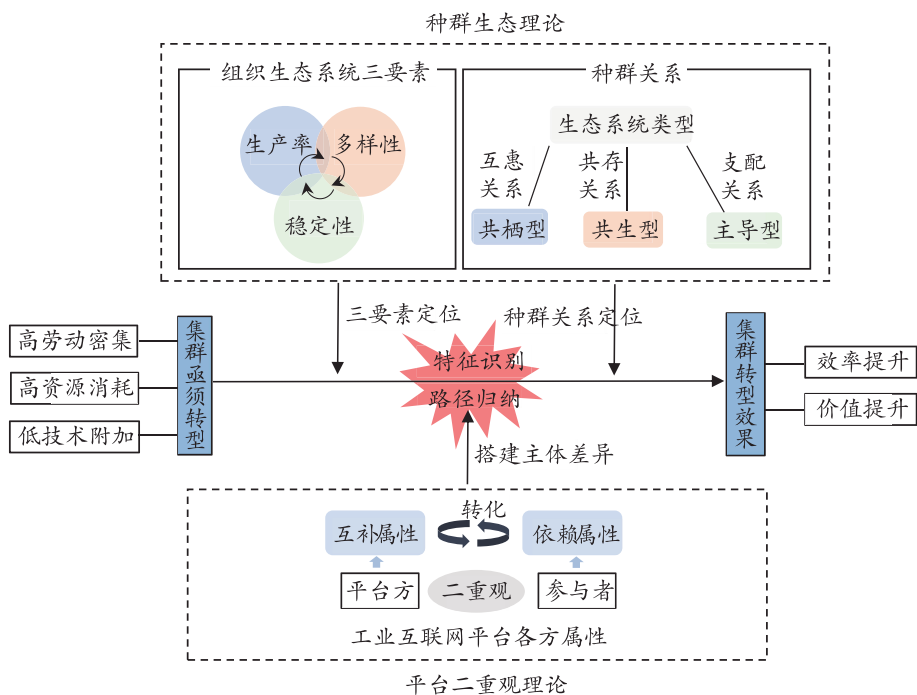 种群生态理论
组织生态系统三要素
种群关系
生产率
多样性
稳定性
生态系统类型
互惠
关系
共存
关系
支配
关系
共栖型
共生型
主导型
三要素定位
种群关系定位
高劳动密集
高资源消耗
低技术附加
集群亟须转型
特征识别
路径归纳
集群转型效果
效率提升
价值提升
搭建主体差异
转化
互补属性
依赖属性
平台方
二重观
参与者
工业互联网平台各方属性
平台二重观理论